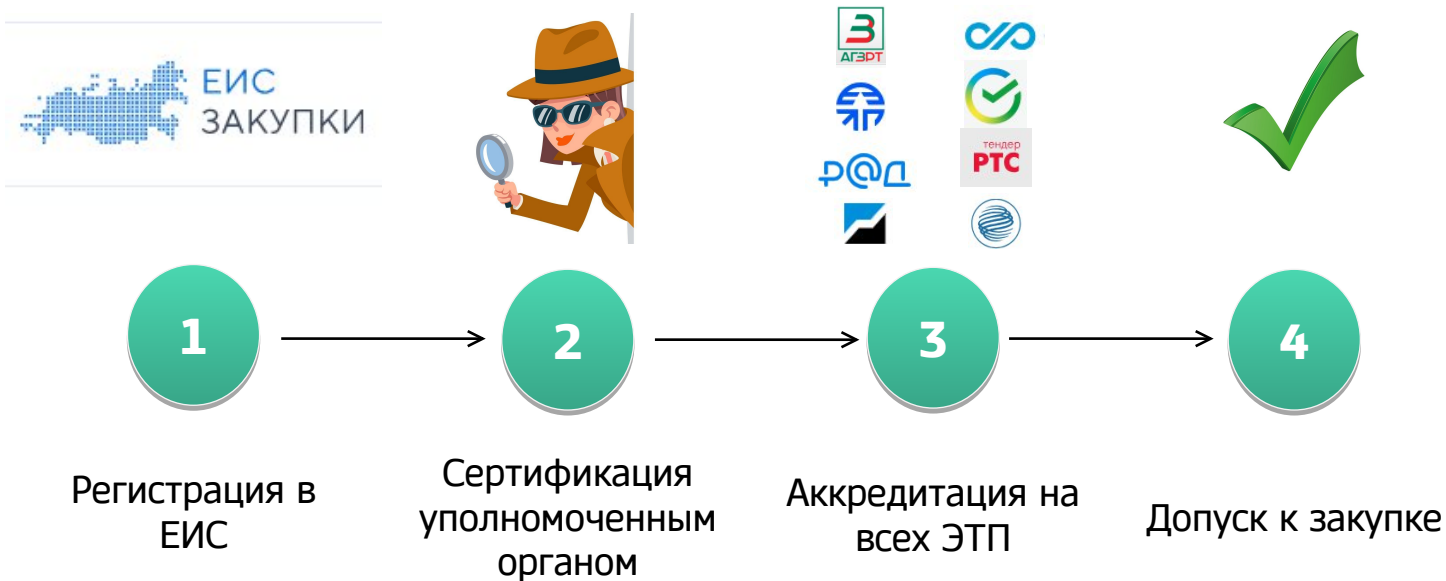 ЕИС
ЗАКУПКИ
АГЗРТ
тендер
РТС
р@д
1
2
3
4
Регистрация в
ЕИС
Сертификация
уполномоченным
органом
Аккредитация на
всех ЭТП
Допуск к закупке